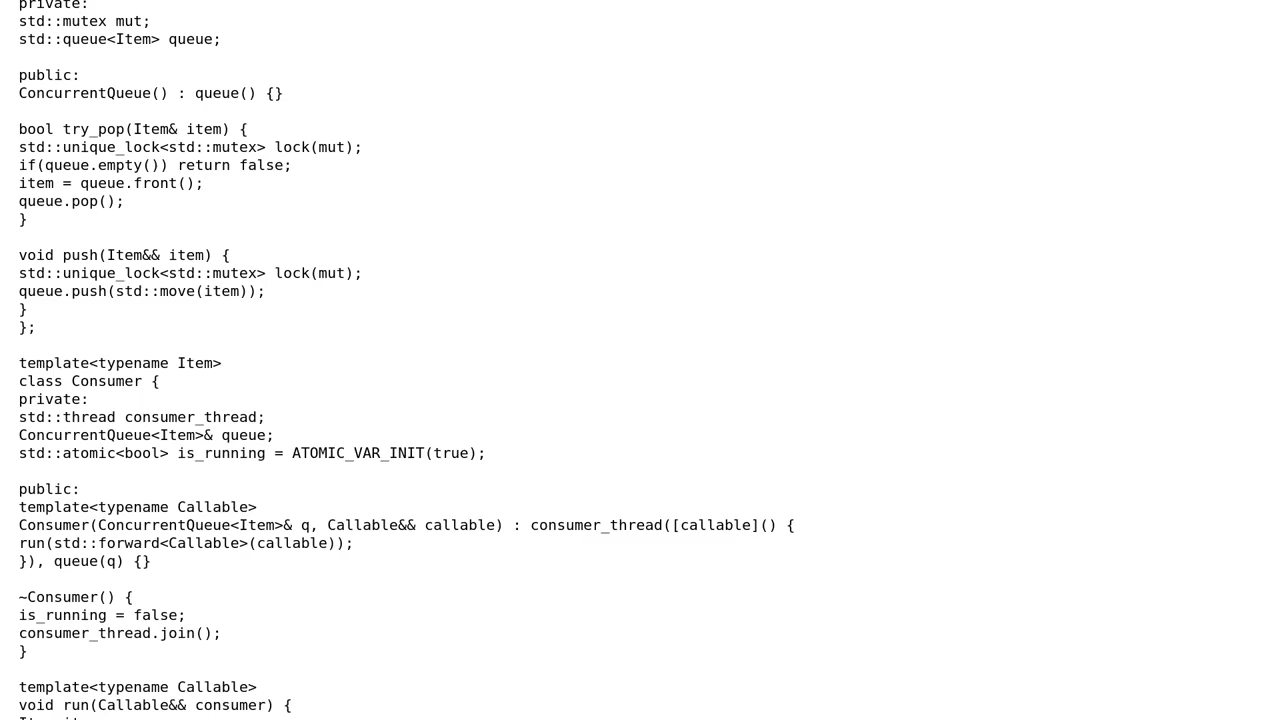 private:
std::mutex mut;
std::queue<Item> queue;

public:
ConcurrentQueue() : queue() {}

bool try_pop(Item& item) {
std::unique_lock<std::mutex> lock(mut);
if(queue.empty()) return false;
item = queue.front();
queue.pop();
}

void push(Item&& item) {
std::unique_lock<std::mutex> lock(mut);
queue.push(std::move(item));
}
};

template<typename Item>
class Consumer {
private:
std::thread consumer_thread;
ConcurrentQueue<Item>& queue;
std::atomic<bool> is_running = ATOMIC_VAR_INIT(true);

public:
template<typename Callable>
Consumer(ConcurrentQueue<Item>& q, Callable&& callable) : consumer_thread([callable]() {
run(std::forward<Callable>(callable));
}), queue(q) {}

~Consumer() {
is_running = false;
consumer_thread.join();
}

template<typename Callable>
void run(Callable&& consumer) {